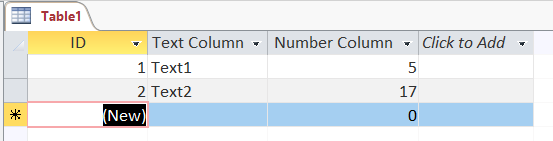 Table1
ID Text Column Number Column Click to Add
1 Text1 5
2 Text2 17
(New) 0